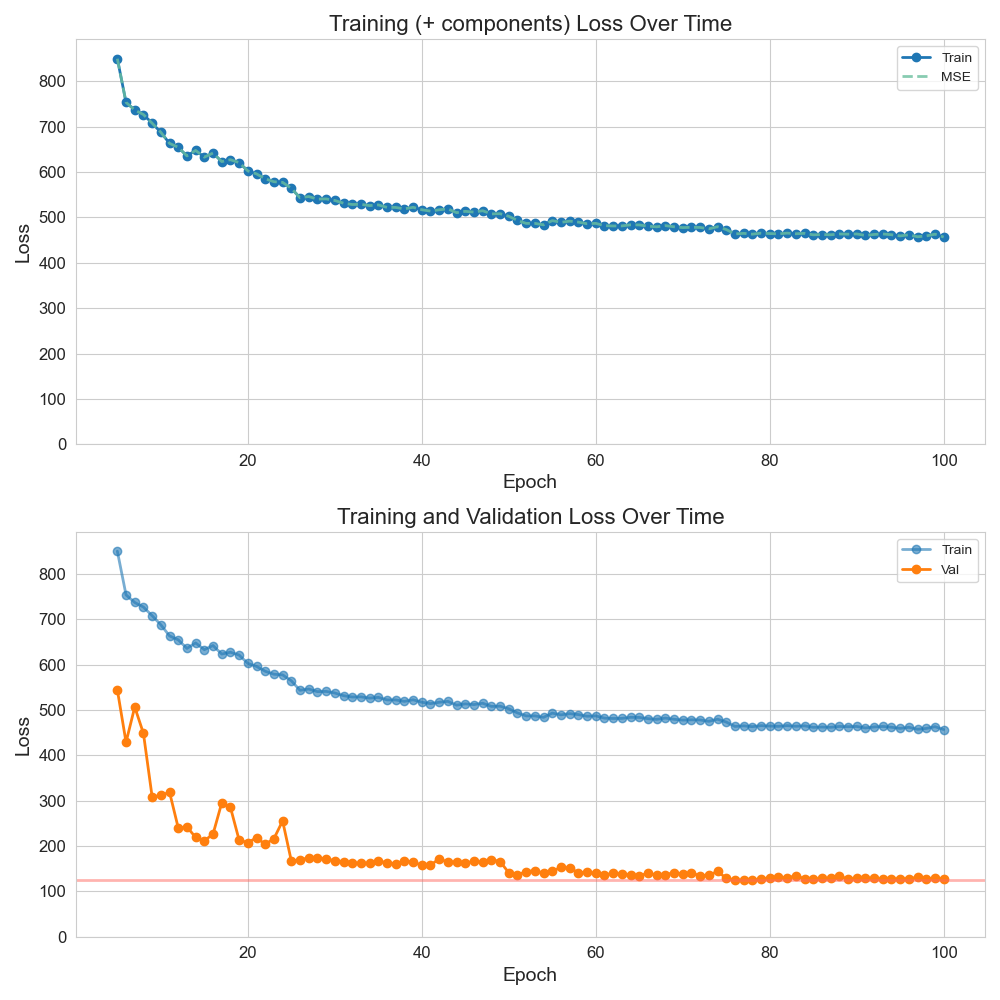 Training (+ components) Loss Over Time
Train
MSE
Loss
800
700
600
500
400
300
200
100
0
20 40 60 80 100
Epoch
Training and Validation Loss Over Time
Train
Val
Loss
800
700
600
500
400
300
200
100
0
20 40 60 80 100
Epoch